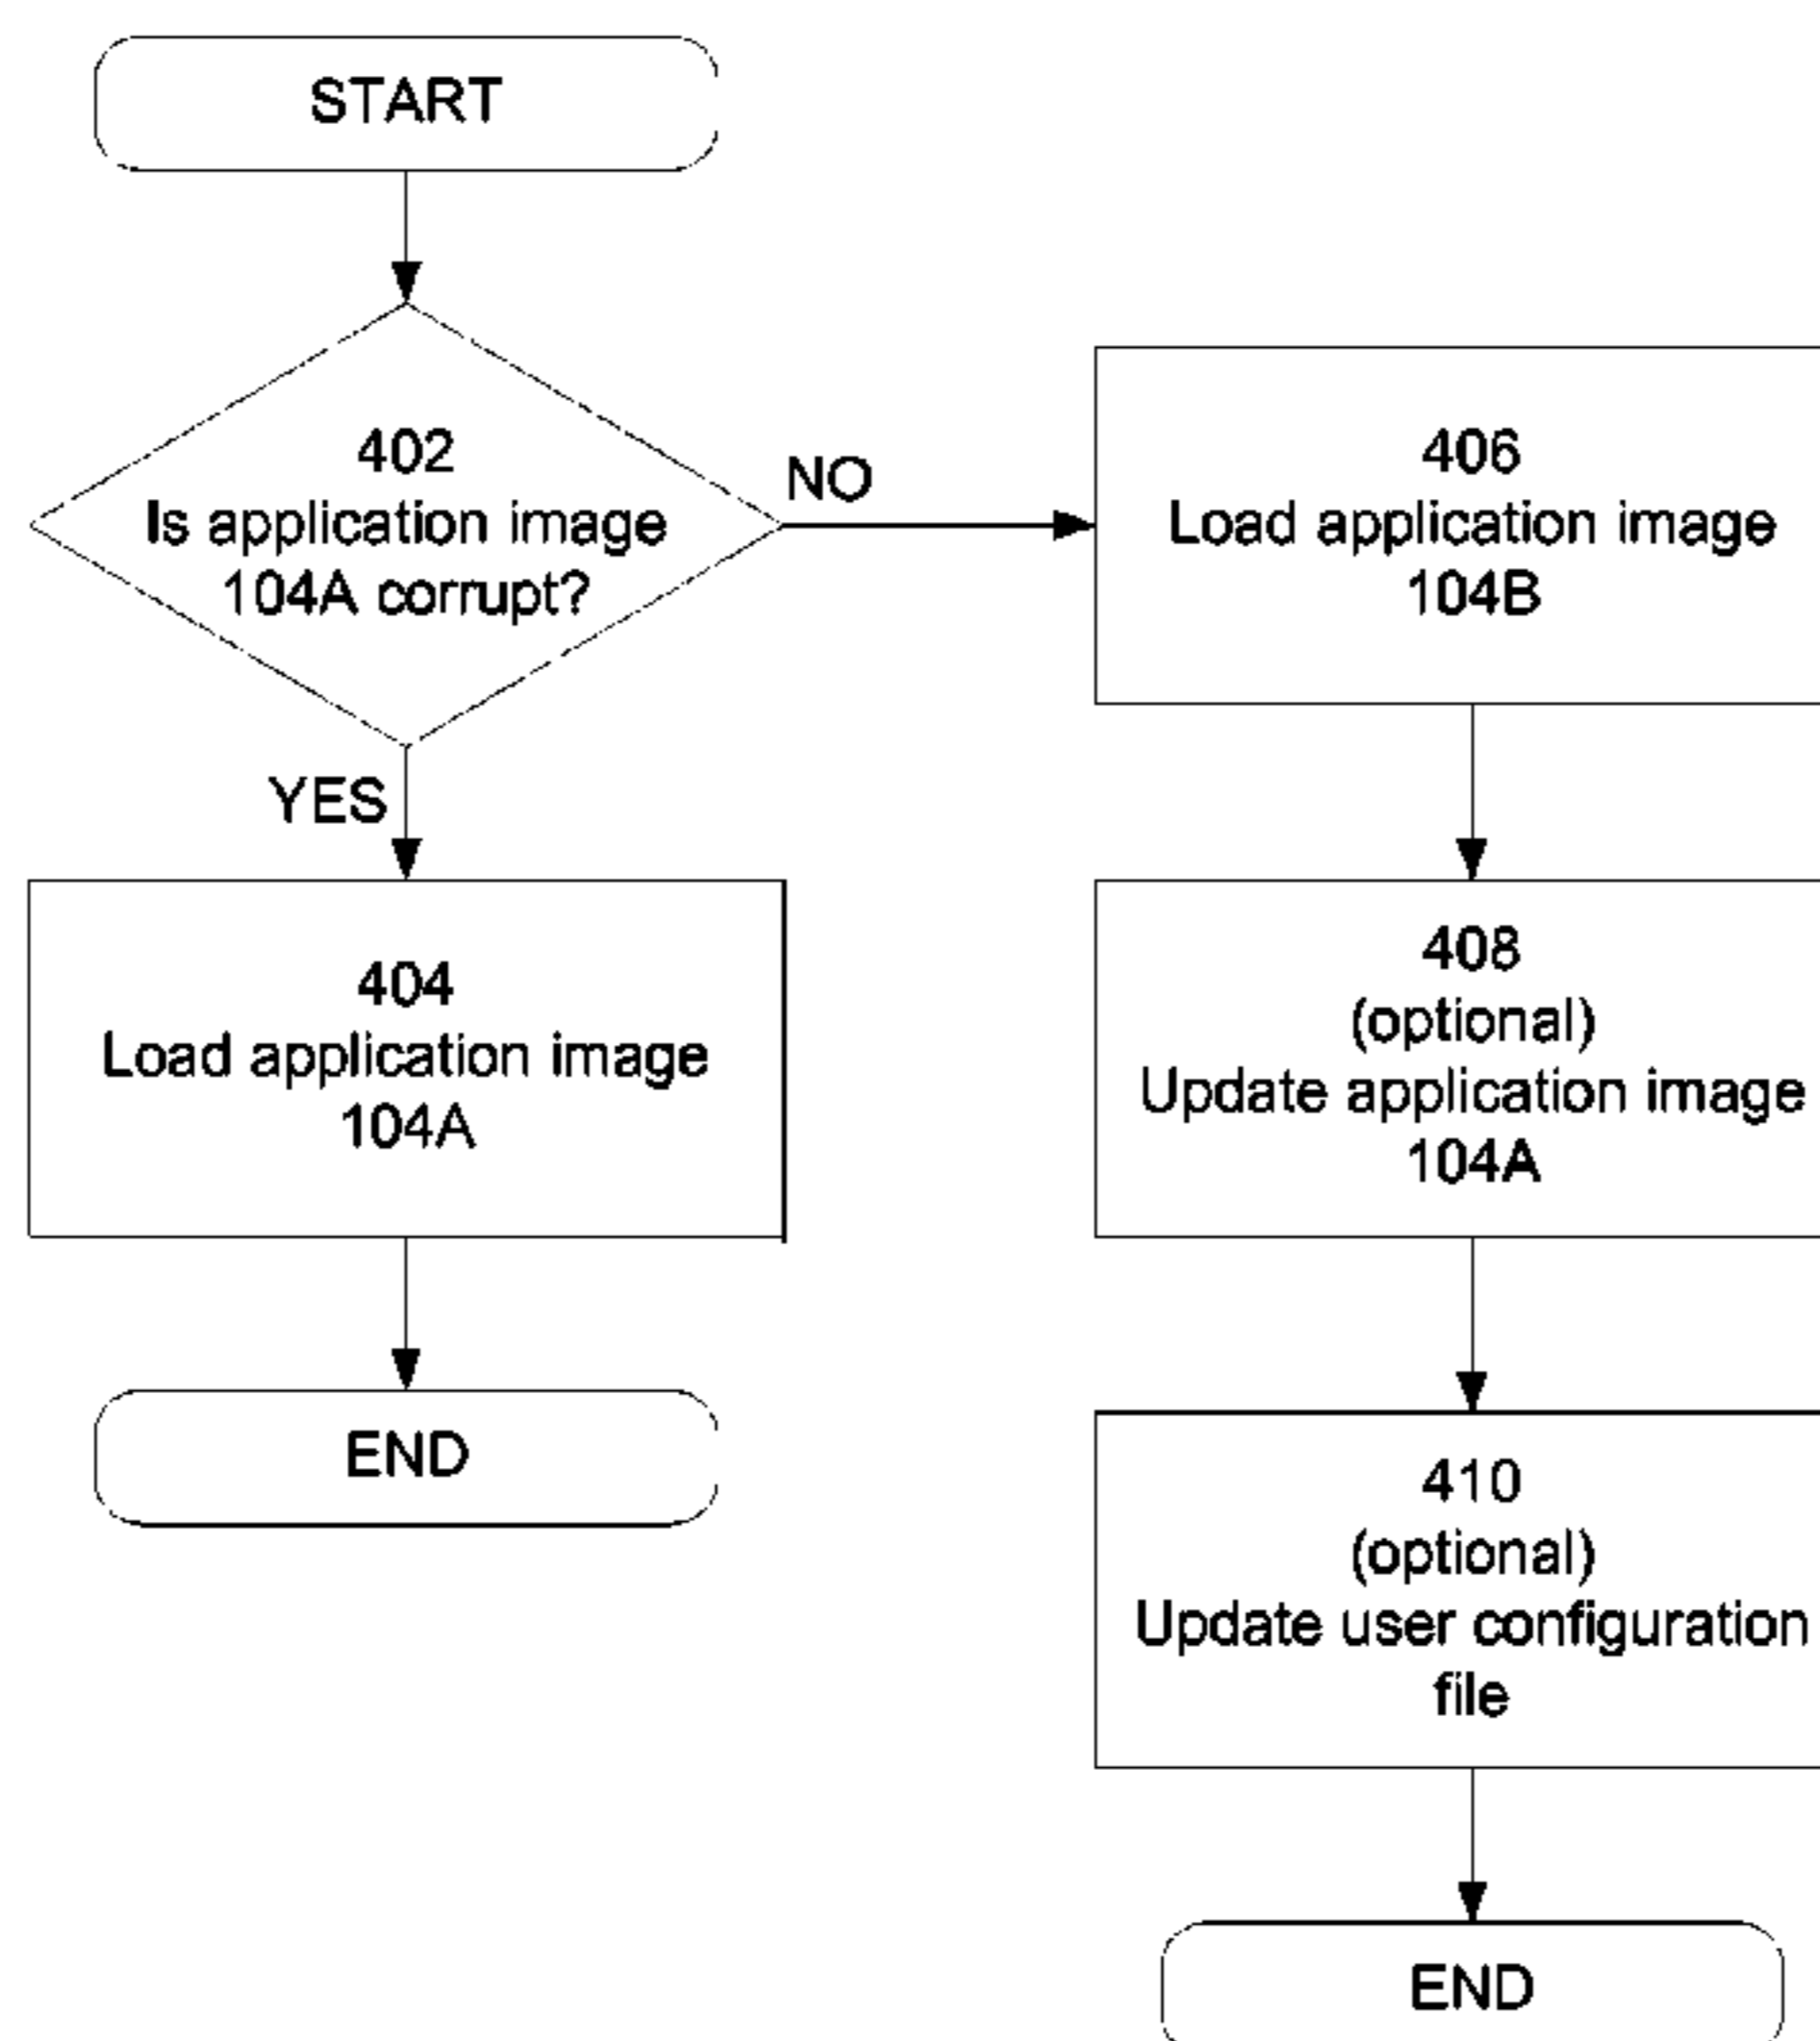 START
402
Is application image
104A corrupt?
NO
YES
404
Load application image
104A
END
406
Load application image
104B
408
(optional)
Update application image
104A
410
(optional)
Update user configuration
file
END